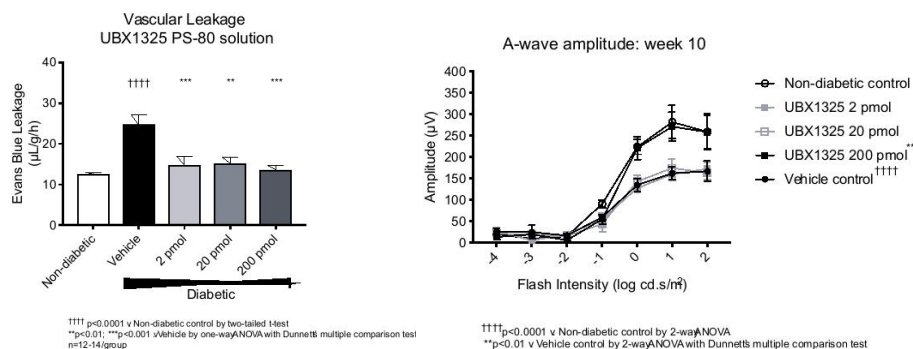 Vascular Leakage
UBX1325 PS-80 solution
Evans Blue Leakage
(µL/g/h)
40
30
20
10
0
††††
***
**
***
Non-diabetic
Vehicle
2 pmol
20 pmol
200 pmol
Diabetic
†††† p<0.0001 v. Non-diabetic control by two-tailed t-test
**p<0.01; ***p<0.001 v.Vehicle by one-way ANOVA with Dunnett's multiple comparison test
n=12-14/group
A-wave amplitude: week 10
Amplitude (µV)
400
350
300
250
200
150
100
50
0
-4
-3
-2
-1
0
1
2
Flash Intensity (log cd.s/m²)
Non-diabetic control
UBX1325 2 pmol
UBX1325 20 pmol
UBX1325 200 pmol**
Vehicle control††††
††††p<0.0001 v. Non-diabetic control by 2-way ANOVA
**p<0.01 v Vehicle control by 2-way ANOVA with Dunnett's multiple comparison test